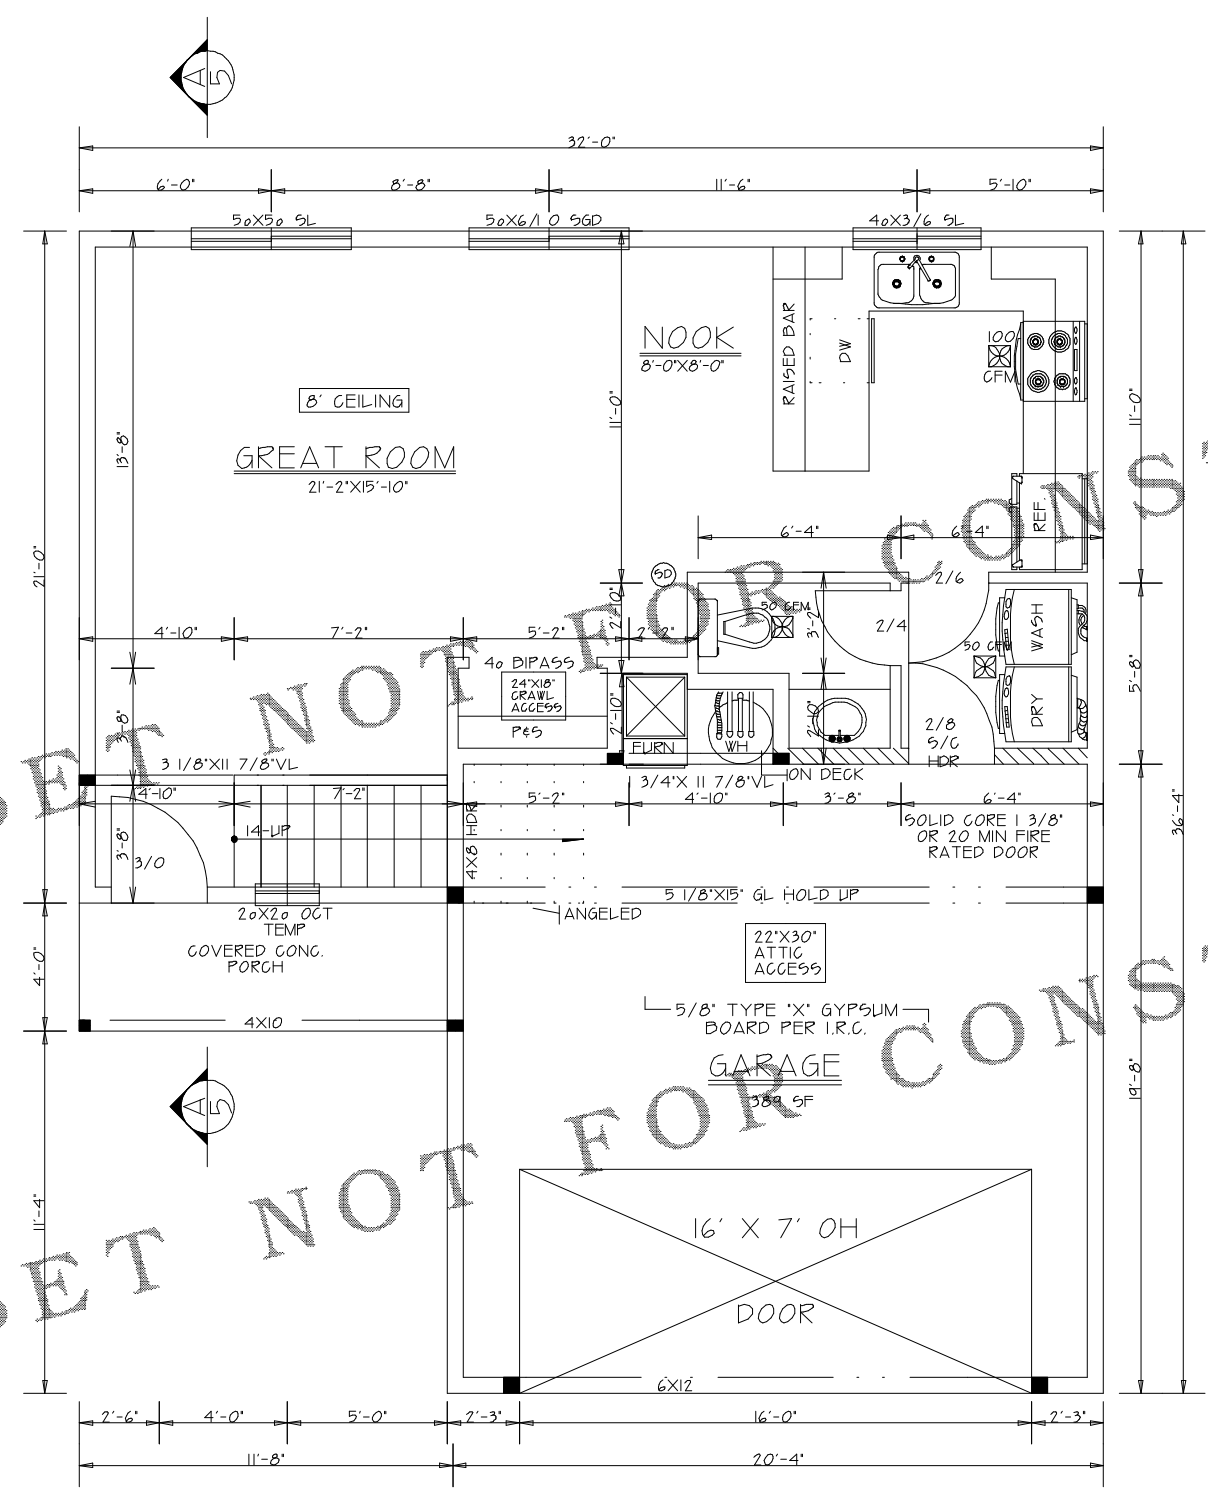 A
5
32'-0"
6'-0"
8'-8"
11'-6"
5'-10"
5oX5o SL
5oX6/10 SGD
4oX3/6 SL
NOOK
8'-0"X8'-0"
RAISED BAR
DW
100
CFM
8' CEILING
GREAT ROOM
21'-2"X15'-10"
13'-8"
11'-0"
11'-0"
21'-0"
REF.
6'-4"
6'-4"
SD
2/6
2'-10"
50 CFM
3'-2"
2/4
WASH
50 CFM
4'-10"
7'-2"
5'-2"
2'-2"
4o BIPASS
24"X18"
CRAWL
ACCESS
P&S
2'-10"
FURN
WH
2'-10"
DRY
5'-8"
2/8
S/C
HDR
3'-8"
3 1/8"X11 7/8"VL
3/4"X 11 7/8"VL
ON DECK
4'-10"
7'-2"
5'-2"
4'-10"
3'-8"
6'-4"
14-UP
4X8 HDR
3'-8"
3/0
SOLID CORE 1 3/8"
OR 20 MIN FIRE
RATED DOOR
36'-4"
5 1/8"X15" GL HOLD UP
2oX2o OCT
TEMP
ANGELED
COVERED CONC.
PORCH
22"X30"
ATTIC
ACCESS
4'-0"
4X10
5/8" TYPE "X" GYPSUM
BOARD PER I.R.C.
GARAGE
389 SF
A
5
19'-8"
11'-4"
16' X 7' OH
DOOR
6X12
2'-6"
4'-0"
5'-0"
2'-3"
16'-0"
2'-3"
11'-8"
20'-4"
SET NOT FOR CONST
SET NOT FOR CONST